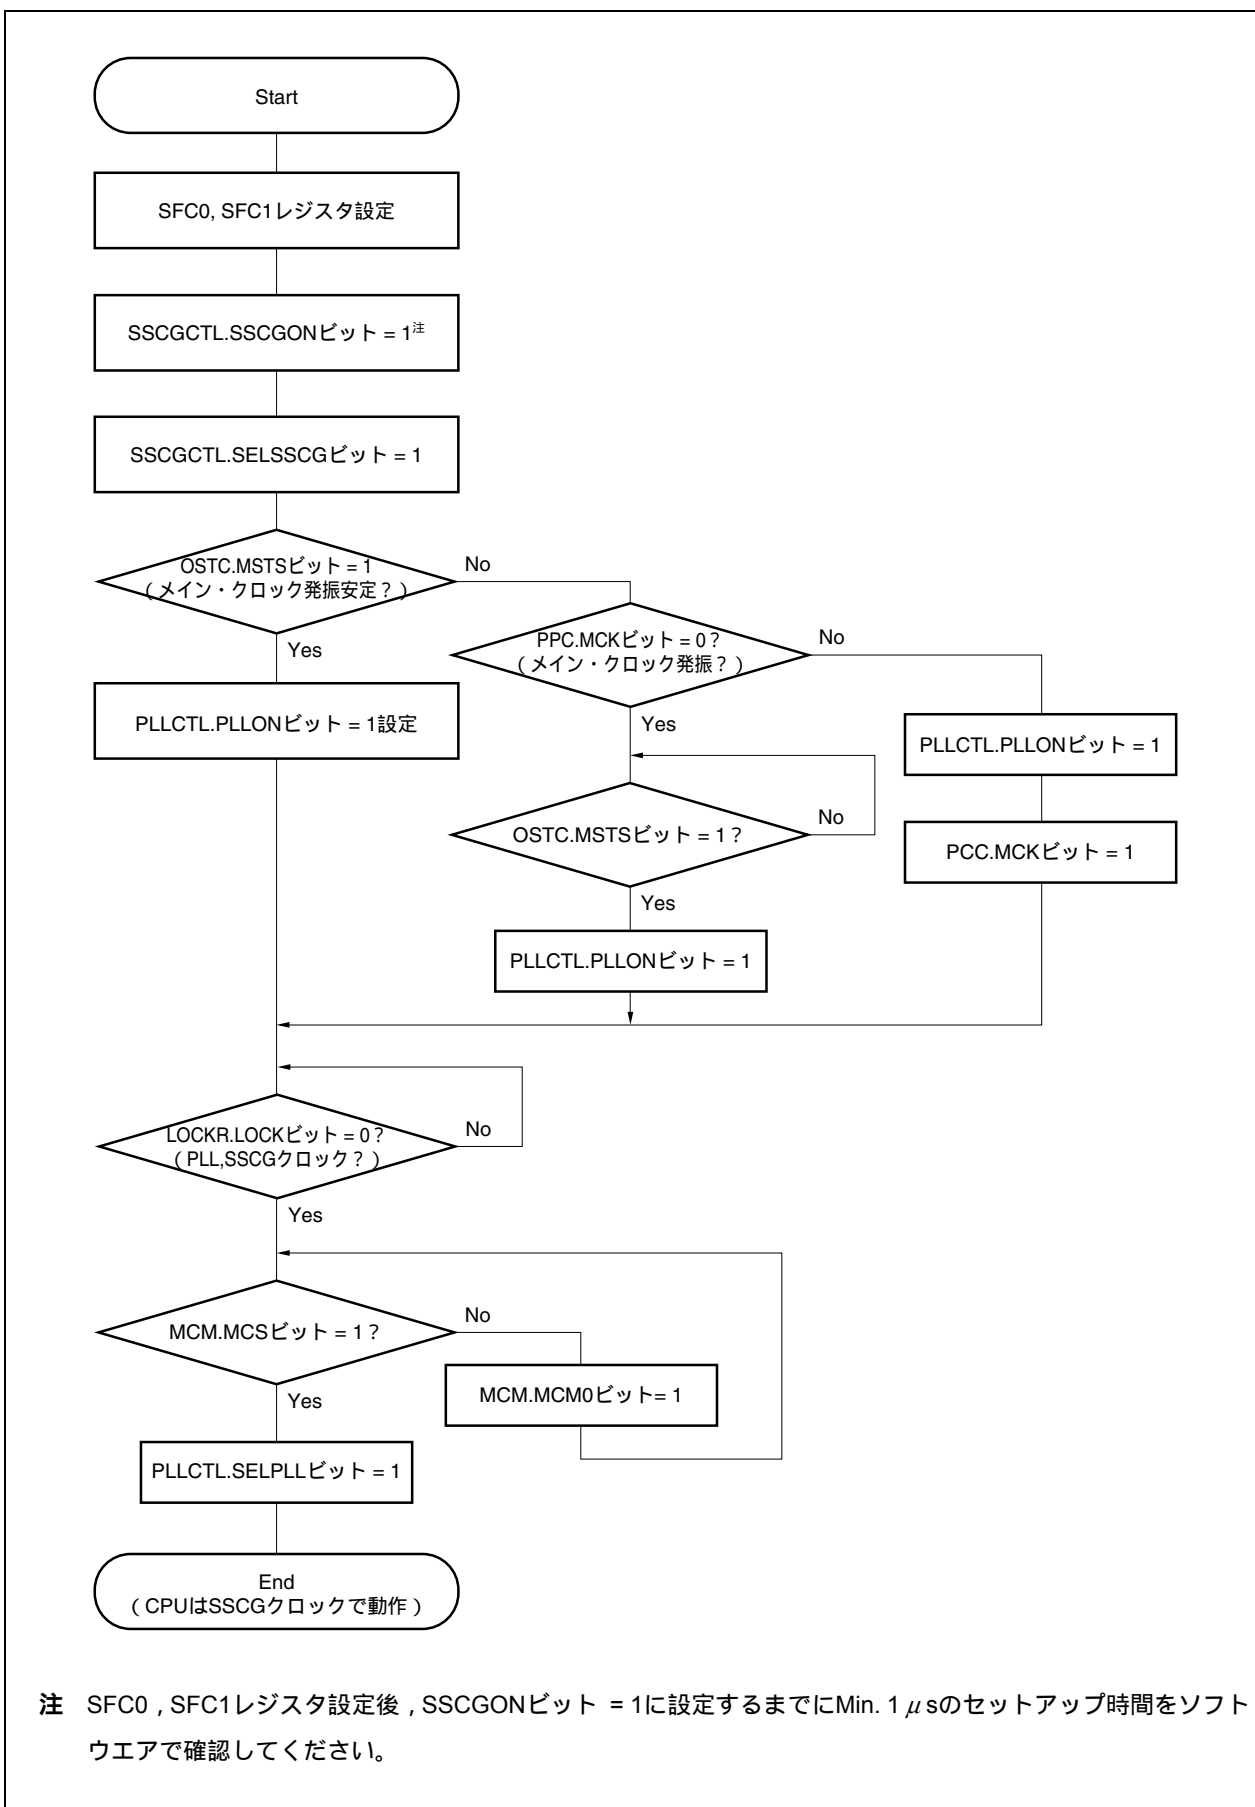 Start
SFC0, SFC1レジスタ設定
SSCGCTL.SSCGONビット = 1注
SSCGCTL.SELSSCGビット = 1
OSTC.MSTSビット = 1
（メイン・クロック発振安定？）
No
Yes
PPC.MCKビット = 0？
（メイン・クロック発振？）
No
Yes
PLLCTL.PLLONビット = 1設定
PLLCTL.PLLONビット = 1
OSTC.MSTSビット = 1？
No
Yes
PCC.MCKビット = 1
PLLCTL.PLLONビット = 1
LOCKR.LOCKビット = 0？
（PLL,SSCGクロック？）
No
Yes
MCM.MCSビット = 1？
No
Yes
MCM.MCM0ビット= 1
PLLCTL.SELPLLビット = 1
End
（CPUはSSCGクロックで動作）
注　SFC0，SFC1レジスタ設定後，SSCGONビット = 1に設定するまでにMin. 1 μsのセットアップ時間をソフト
ウエアで確認してください。